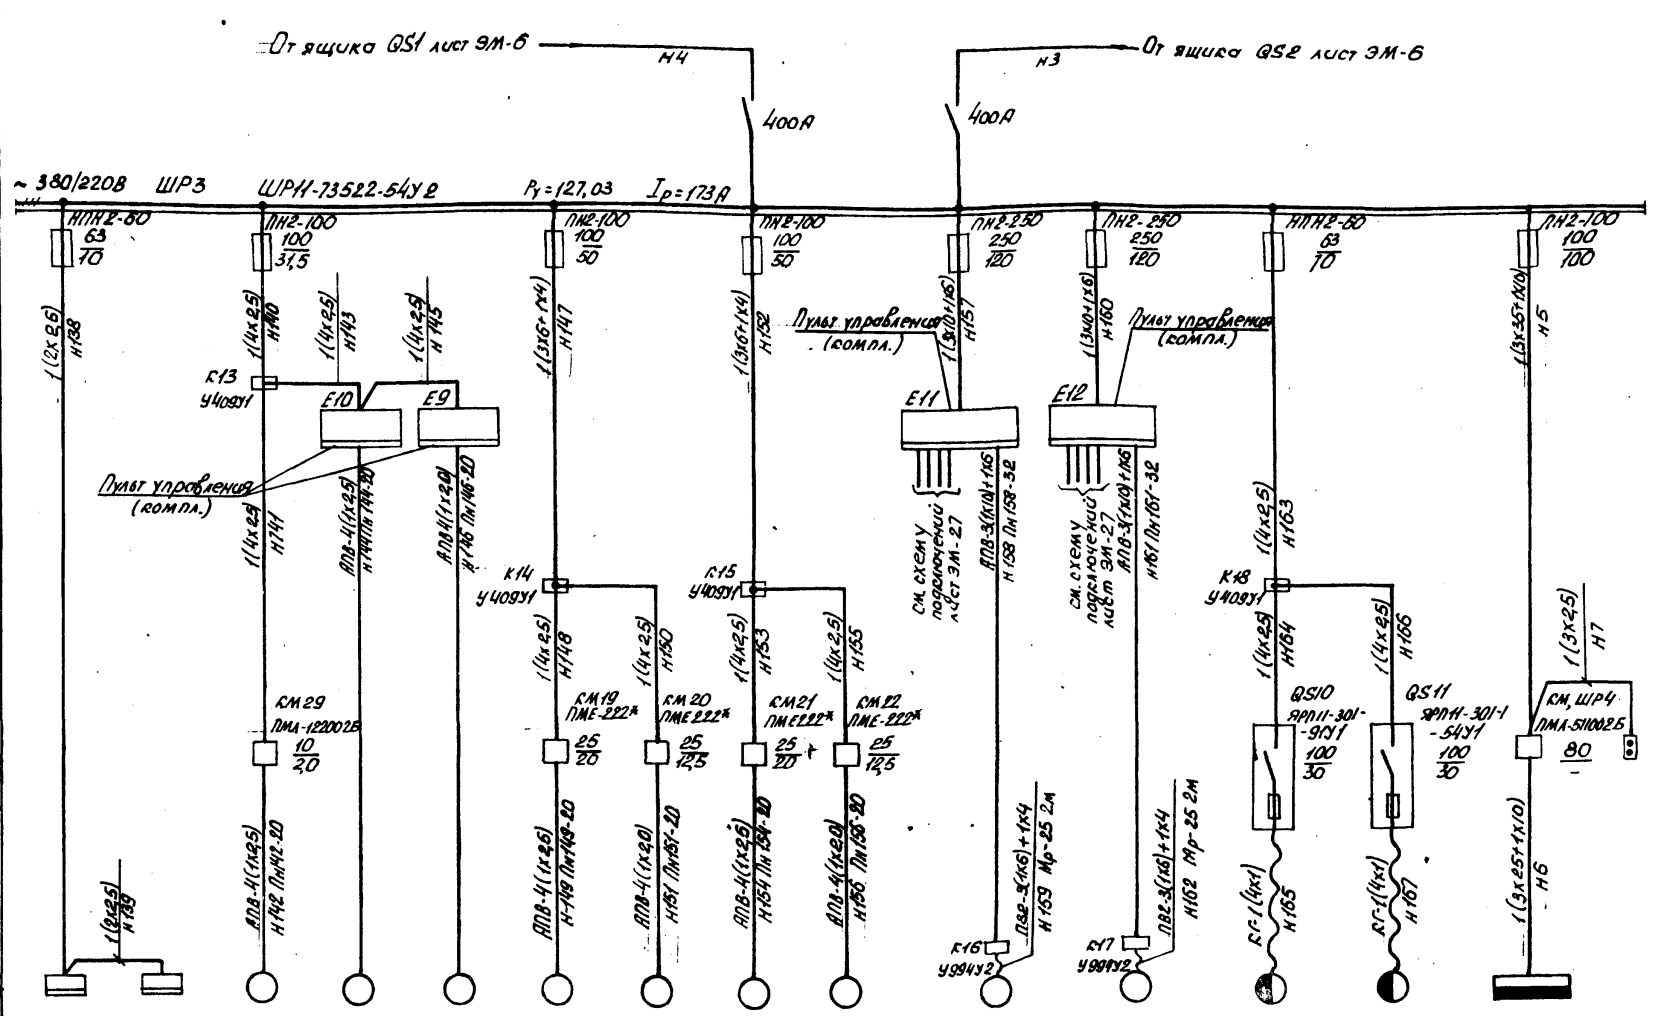 От ящика QS1 лист ЭМ-6
н4
400А
н3
От ящика QS2 лист ЭМ-6
400А
~ 380/220В ШР3 ШР11-73522-54У2 Ру=127,03 Iр=173А
НПН2-60
63
10
ПН2-100
100
31,5
ПН2-100
100
50
ПН2-100
100
50
ПН2-250
250
120
ПН2-250
250
120
НПН2-60
63
10
ПН2-100
100
100
1(2х2,5)
н138
1(4х2,5)
н140
1(4х2,5)
н143
1(4х2,5)
н145
1(3х6+1х4)
н147
1(3х6+1х4)
н152
1(3х10+1х6)
н157
1(3х10+1х6)
н160
1(3х35+1х10)
н5
Пульт управления
(компл.)
Пульт управления
(компл.)
К13
У409У1
Е10
Е9
Е11
Е12
Пульт управления
(компл.)
1(4х2,5)
н141
АПВ-4(1х2,5)
н144 Пн144-20
АПВ4(1х2,0)
н146 Пн146-20
см. схему
подключений
лист ЭМ-27
АПВ-3(1х10)+1х6
н158 Пн158-32
см. схему
подключений
лист ЭМ-27
АПВ-3(1х10)+1х6
н161 Пн161-32
1(4х2,5)
н163
К14
У409У1
К15
У409У1
К18
У409У1
1(4х2,5)
н148
1(4х2,5)
н150
1(4х2,5)
н153
1(4х2,5)
н155
1(4х2,5)
н164
1(4х2,5)
н166
1(3х2,5)
н7
КМ29
ПМЛ-122002Б
10
2,0
КМ19
ПМЕ-222*
25
20
КМ20
ПМЕ222*
25
12,5
КМ21
ПМЕ222*
25
20
КМ22
ПМЕ-222*
25
12,5
QS10
ЯРП11-301-
-91У1
100
30
QS11
ЯРП11-301-1
-54У1
100
30
КМ, ШР4
ПМЛ-511002Б
80
-
1(2х2,5)
н139
АПВ-4(1х2,5)
н142 Пн142-20
АПВ-4(1х2,5)
н-149 Пн149-20
АПВ-4(1х2,0)
н151 Пн151-20
АПВ-4(1х2,5)
н154 Пн154-20
АПВ-4(1х2,0)
н156 Пн156-20
ПВ2-3(1х6)+1х4
н159 Мр-25 2м
ПВ2-3(1х6)+1х4
н162 Мр-25 2м
КГ-1(4х1)
н165
КГ-1(4х1)
н167
1(3х25+1х10)
н6
К16
У994У2
К17
У994У2